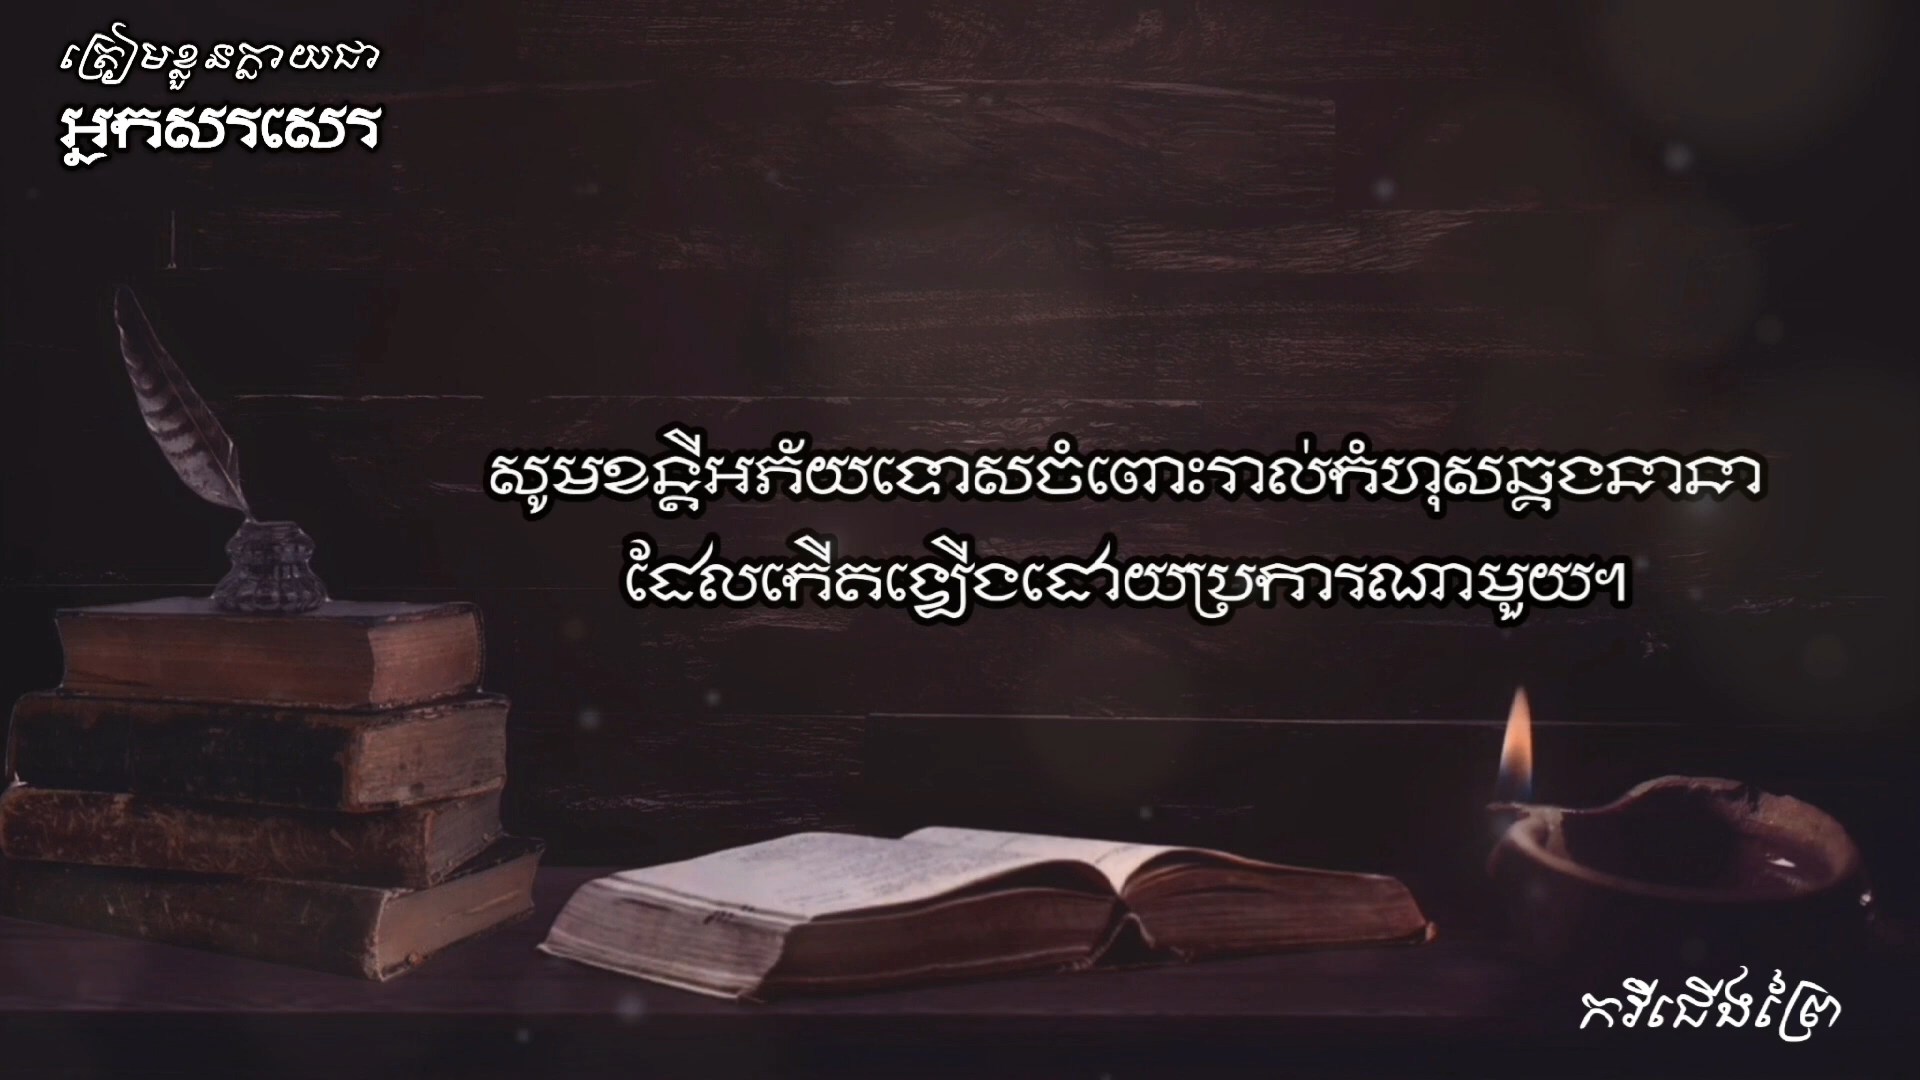 ត្រៀមខ្លួនក្លាយជា
អ្នកសរសេរ
សូមខន្តីអភ័យទោសចំពោះរាល់កំហុសឆ្គងនានា
ដែលកើតឡើងដោយប្រការណាមួយ។
កវីជើងព្រៃ